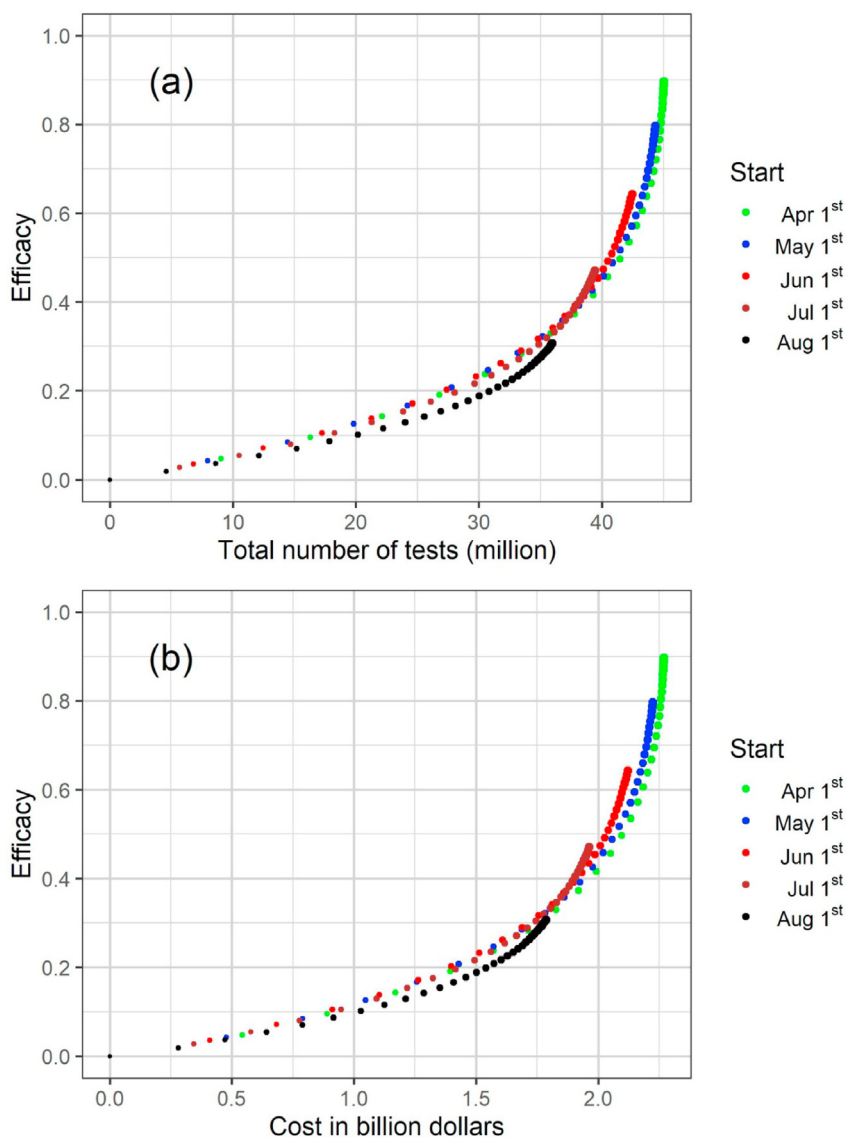 1.0
(a)
0.8
0.6
0.4
0.2
0.0
Efficacy
0 10 20 30 40
Total number of tests (million)
Start
Apr 1st
May 1st
Jun 1st
Jul 1st
Aug 1st
1.0
(b)
0.8
0.6
0.4
0.2
0.0
Efficacy
0.0 0.5 1.0 1.5 2.0
Cost in billion dollars
Start
Apr 1st
May 1st
Jun 1st
Jul 1st
Aug 1st